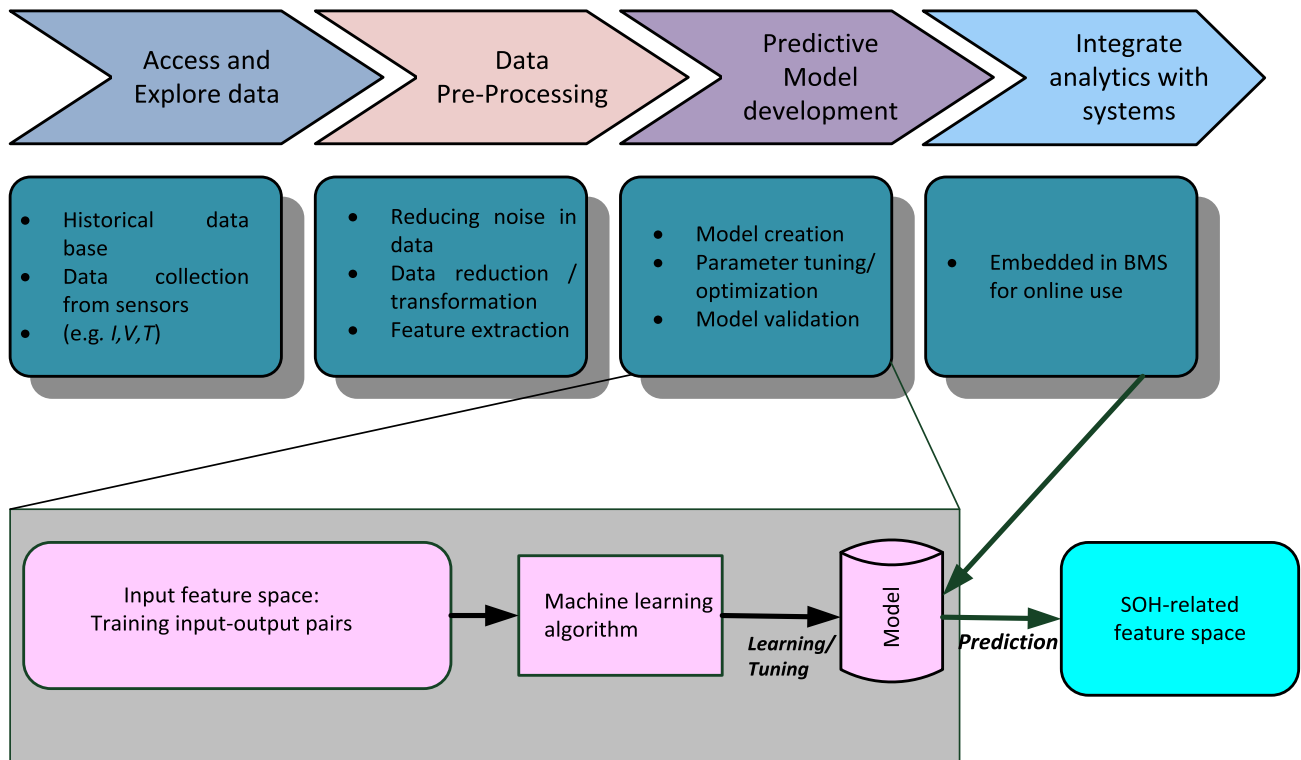 Access and
Explore data
Data
Pre-Processing
Predictive
Model
development
Integrate
analytics with
systems
• Historical data
base
• Data collection
from sensors
• (e.g. I,V,T)
• Reducing noise in
data
• Data reduction /
transformation
• Feature extraction
• Model creation
• Parameter tuning/
optimization
• Model validation
• Embedded in BMS
for online use
Input feature space:
Training input-output pairs
Machine learning
algorithm
Learning/
Tuning
Model
Prediction
SOH-related
feature space